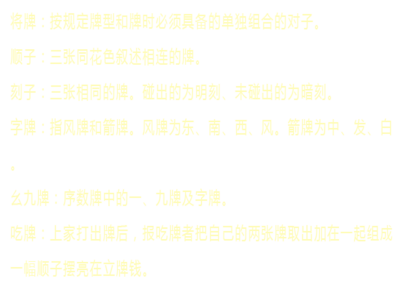 将牌：按规定牌型和牌时必须具备的单独组合的对子。
顺子：三张同花色数连相连的牌。
刻子：三张相同的牌。碰出的为明刻，未碰出的为暗刻。
字牌：指风牌和箭牌。风牌为东、南、西、风。箭牌为中、发、白
。
幺九牌：序数牌中的一、九牌及字牌。
吃牌：上家打出牌后，报吃牌者把自己的两张牌取出加在一起组成
一副顺子摆亮在立牌前。